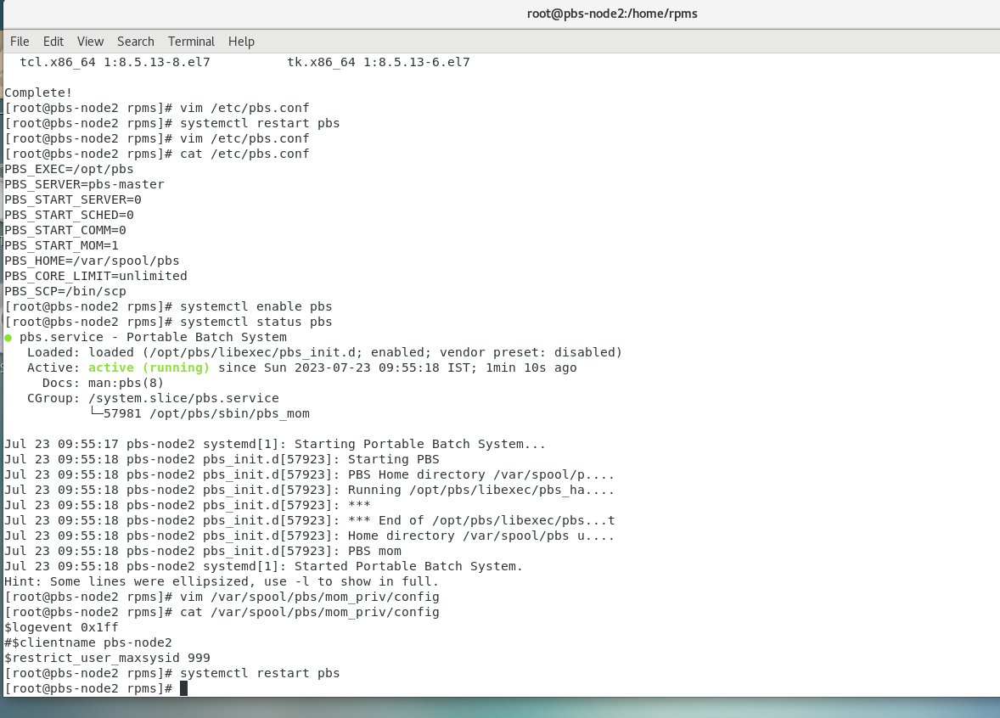 root@pbs-node2:/home/rpms
File Edit View Search Terminal Help
tcl.x86_64 1:8.5.13-8.el7 tk.x86_64 1:8.5.13-6.el7
Complete!
[root@pbs-node2 rpms]# vim /etc/pbs.conf
[root@pbs-node2 rpms]# systemctl restart pbs
[root@pbs-node2 rpms]# vim /etc/pbs.conf
[root@pbs-node2 rpms]# cat /etc/pbs.conf
PBS_EXEC=/opt/pbs
PBS_SERVER=pbs-master
PBS_START_SERVER=0
PBS_START_SCHED=0
PBS_START_COMM=0
PBS_START_MOM=1
PBS_HOME=/var/spool/pbs
PBS_CORE_LIMIT=unlimited
PBS_SCP=/bin/scp
[root@pbs-node2 rpms]# systemctl enable pbs
[root@pbs-node2 rpms]# systemctl status pbs
● pbs.service - Portable Batch System
Loaded: loaded (/opt/pbs/libexec/pbs_init.d; enabled; vendor preset: disabled)
Active: active (running) since Sun 2023-07-23 09:55:18 IST; 1min 10s ago
Docs: man:pbs(8)
CGroup: /system.slice/pbs.service
└─57981 /opt/pbs/sbin/pbs_mom
Jul 23 09:55:17 pbs-node2 systemd[1]: Starting Portable Batch System...
Jul 23 09:55:18 pbs-node2 pbs_init.d[57923]: Starting PBS
Jul 23 09:55:18 pbs-node2 pbs_init.d[57923]: PBS Home directory /var/spool/p....
Jul 23 09:55:18 pbs-node2 pbs_init.d[57923]: Running /opt/pbs/libexec/pbs_ha....
Jul 23 09:55:18 pbs-node2 pbs_init.d[57923]: ***
Jul 23 09:55:18 pbs-node2 pbs_init.d[57923]: *** End of /opt/pbs/libexec/pbs...t
Jul 23 09:55:18 pbs-node2 pbs_init.d[57923]: Home directory /var/spool/pbs u....
Jul 23 09:55:18 pbs-node2 pbs_init.d[57923]: PBS mom
Jul 23 09:55:18 pbs-node2 systemd[1]: Started Portable Batch System.
Hint: Some lines were ellipsized, use -l to show in full.
[root@pbs-node2 rpms]# vim /var/spool/pbs/mom_priv/config
[root@pbs-node2 rpms]# cat /var/spool/pbs/mom_priv/config
$logevent 0x1ff
#$clientname pbs-node2
$restrict_user_maxsysid 999
[root@pbs-node2 rpms]# systemctl restart pbs
[root@pbs-node2 rpms]#